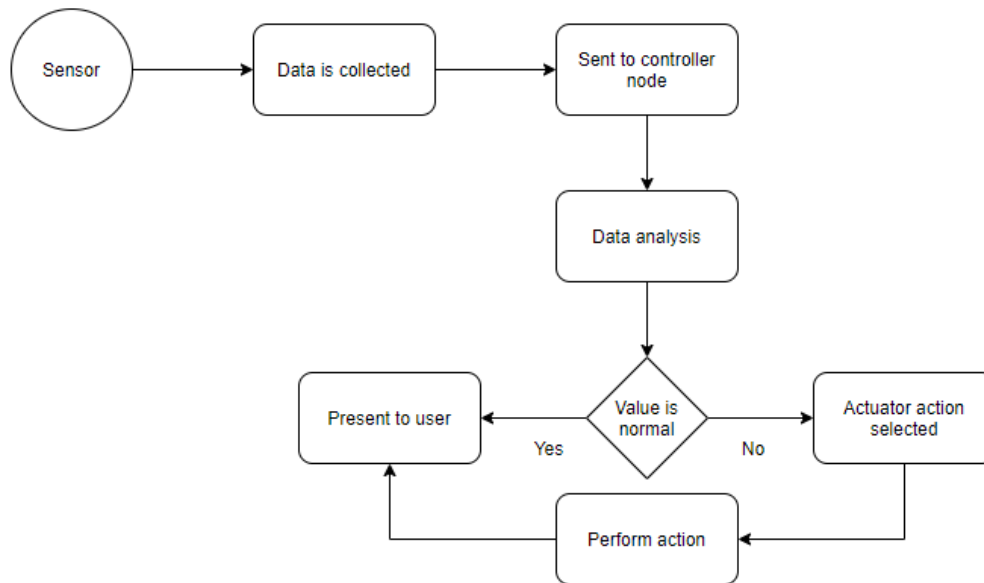 Sensor
Data is collected
Sent to controller
node
Data analysis
Value is
normal
Present to user
Yes
No
Actuator action
selected
Perform action